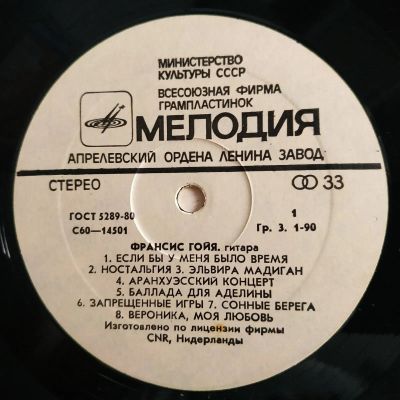 МИНИСТЕРСТВО
КУЛЬТУРЫ СССР
ВСЕСОЮЗНАЯ ФИРМА
ГРАМПЛАСТИНОК
МЕЛОДИЯ
АПРЕЛЕВСКИЙ ОРДЕНА ЛЕНИНА ЗАВОД
СТЕРЕО 33
ГОСТ 5289-80 1
С60—14501 Гр. 3. 1-90
ФРАНСИС ГОЙЯ, гитара
1. ЕСЛИ БЫ У МЕНЯ БЫЛО ВРЕМЯ
2. НОСТАЛЬГИЯ 3. ЭЛЬВИРА МАДИГАН
4. АРАНХУЭССКИЙ КОНЦЕРТ
5. БАЛЛАДА ДЛЯ АДЕЛИНЫ
6. ЗАПРЕЩЕННЫЕ ИГРЫ 7. СОННЫЕ БЕРЕГА
8. ВЕРОНИКА, МОЯ ЛЮБОВЬ
Изготовлено по лицензии фирмы
CNR, Нидерланды